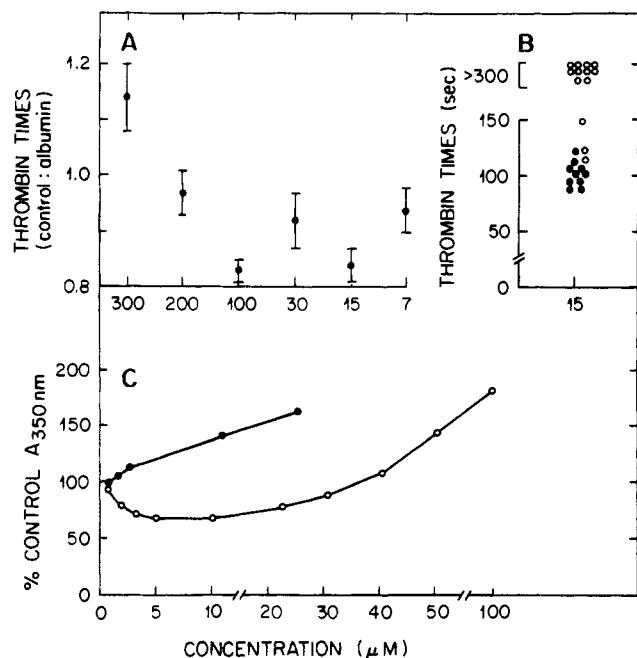 A
THROMBIN TIMES
(control : albumin)
1.2
1.0
0.8
300 200 100 30 15 7
B
THROMBIN TIMES (sec)
>300
150
100
50
0
15
C
% CONTROL A350nm
200
150
100
50
0
0 5 10 20 30 40 50 100
CONCENTRATION (μM)